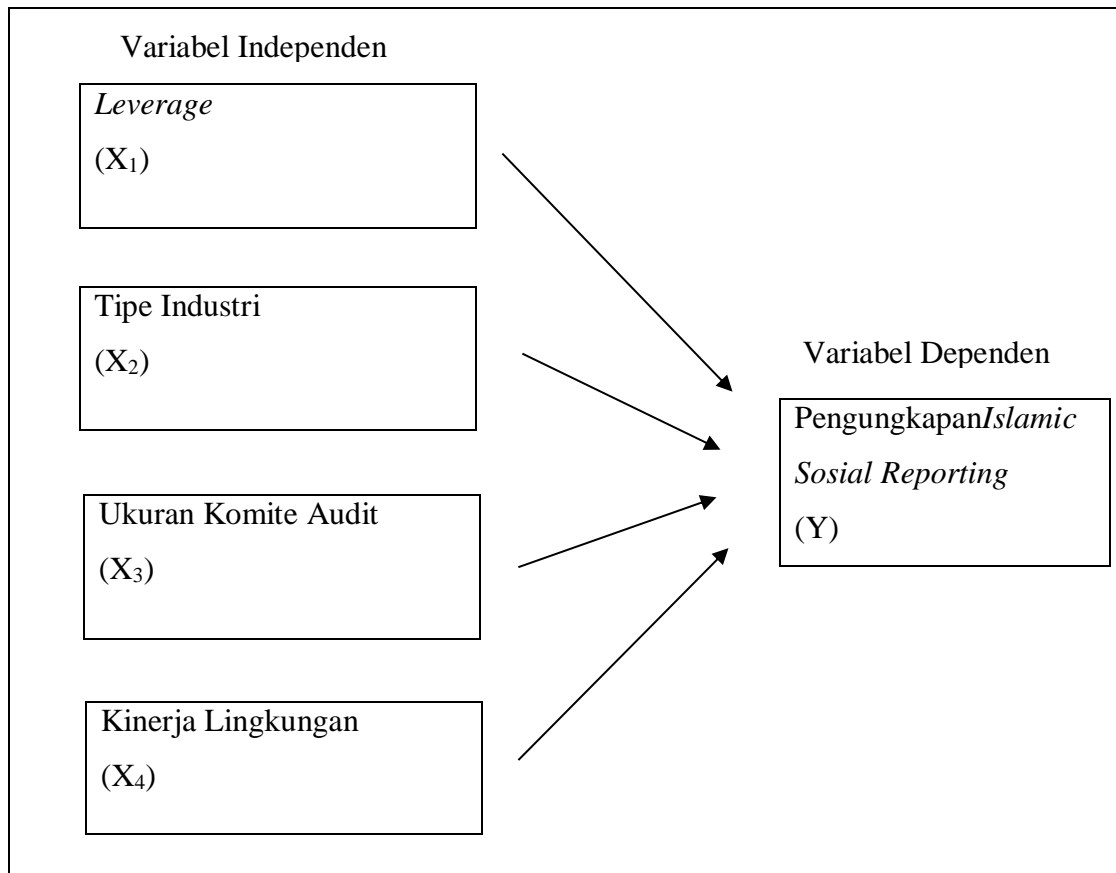 Variabel Independen
Leverage
(X₁)
Tipe Industri
(X₂)
Ukuran Komite Audit
(X₃)
Kinerja Lingkungan
(X₄)
Variabel Dependen
PengungkapanIslamic
Sosial Reporting
(Y)